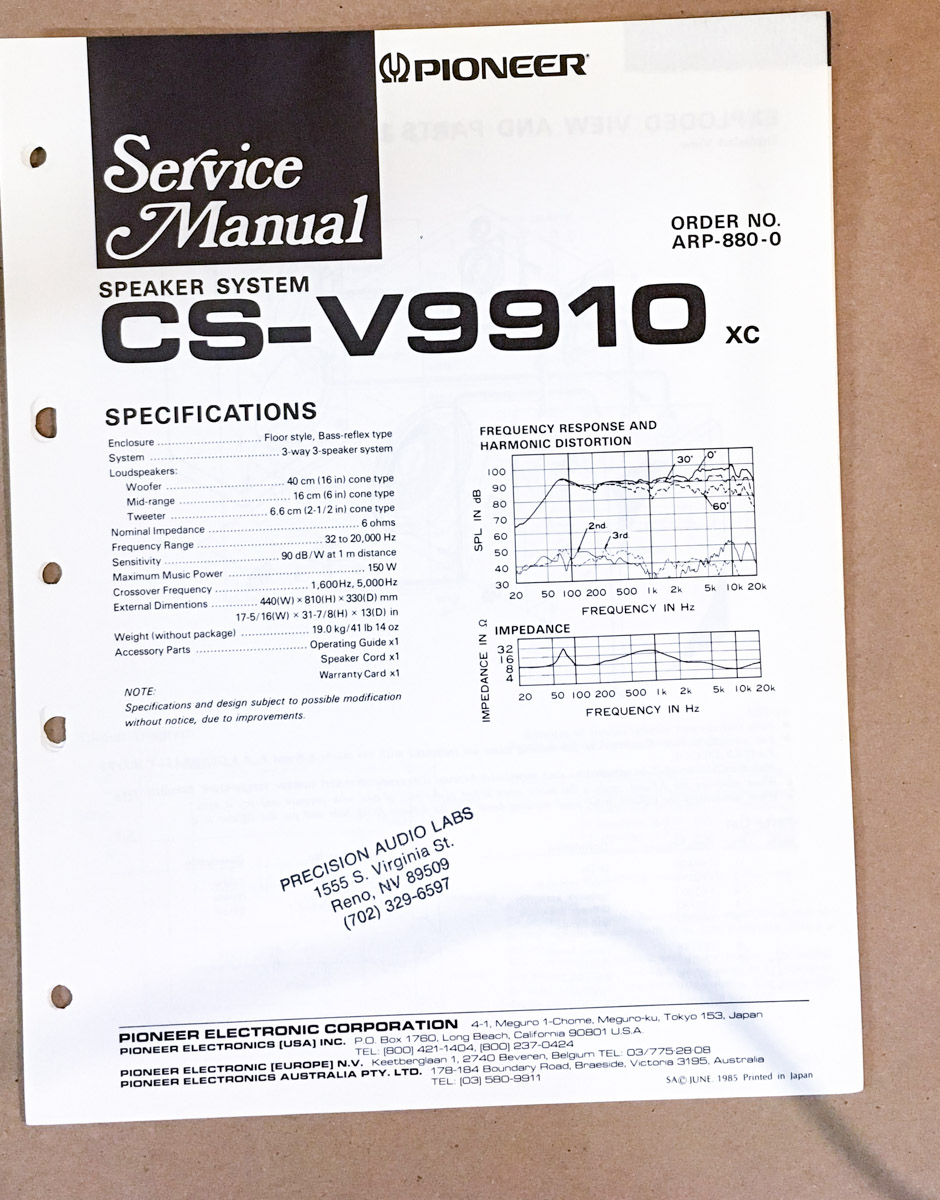 PIONEER®
Service
Manual
ORDER NO.
ARP-880-0
SPEAKER SYSTEM
CS-V9910 XC
SPECIFICATIONS
Enclosure ............................ Floor style, Bass-reflex type
System ..................................... 3-way 3-speaker system
Loudspeakers:
Woofer ................................... 40 cm (16 in) cone type
Mid-range ............................... 16 cm (6 in) cone type
Tweeter ............................ 6.6 cm (2-1/2 in) cone type
Nominal Impedance ......................................... 6 ohms
Frequency Range ................................. 32 to 20,000 Hz
Sensitivity ................................ 90 dB/W at 1 m distance
Maximum Music Power ...................................... 150 W
Crossover Frequency ......................... 1,600Hz, 5,000Hz
External Dimentions ............ 440(W) × 810(H) × 330(D) mm
17-5/16(W) × 31-7/8(H) × 13(D) in
Weight (without package) .................. 19.0 kg/41 lb 14 oz
Accessory Parts ............................. Operating Guide x1
Speaker Cord x1
Warranty Card x1
NOTE:
Specifications and design subject to possible modification
without notice, due to improvements.
FREQUENCY RESPONSE AND
HARMONIC DISTORTION
SPL IN dB
100
90
80
70
60
50
40
30
30°
0°
60°
2nd
3rd
20 50 100 200 500 1k 2k 5k 10k 20k
FREQUENCY IN Hz
IMPEDANCE
IMPEDANCE IN Ω
32
16
8
4
20 50 100 200 500 1k 2k 5k 10k 20k
FREQUENCY IN Hz
PRECISION AUDIO LABS
1555 S. Virginia St.
Reno, NV 89509
(702) 329-6597
PIONEER ELECTRONIC CORPORATION 4-1, Meguro 1-Chome, Meguro-ku, Tokyo 153, Japan
PIONEER ELECTRONICS [USA] INC. P.O. Box 1760, Long Beach, California 90801 U.S.A.
TEL: [800] 421-1404, [800] 237-0424
PIONEER ELECTRONIC [EUROPE] N.V. Keetberglaan 1, 2740 Beveren, Belgium TEL: 03/775·28·08
PIONEER ELECTRONICS AUSTRALIA PTY. LTD. 178-184 Boundary Road, Braeside, Victoria 3195, Australia
TEL: [03] 580-9911
SA© JUNE. 1985 Printed in Japan